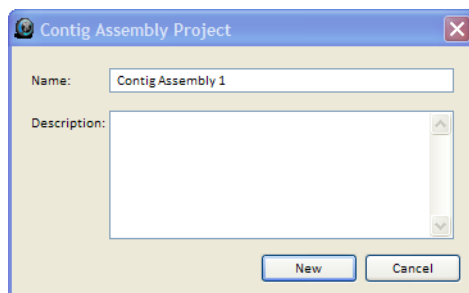 Contig Assembly Project
Name: Contig Assembly 1
Description:
New Cancel